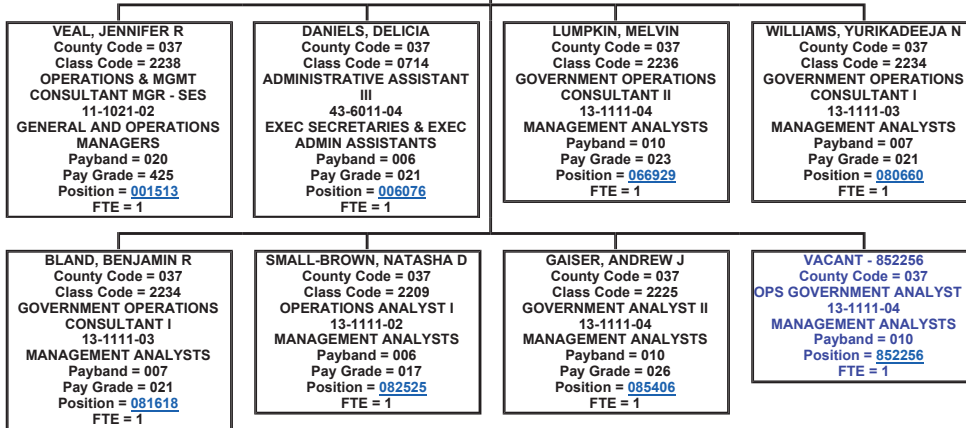 VEAL, JENNIFER R
County Code = 037
Class Code = 2238
OPERATIONS & MGMT
CONSULTANT MGR - SES
11-1021-02
GENERAL AND OPERATIONS
MANAGERS
Payband = 020
Pay Grade = 425
Position = 001513
FTE = 1
DANIELS, DELICIA
County Code = 037
Class Code = 0714
ADMINISTRATIVE ASSISTANT
III
43-6011-04
EXEC SECRETARIES & EXEC
ADMIN ASSISTANTS
Payband = 006
Pay Grade = 021
Position = 006076
FTE = 1
LUMPKIN, MELVIN
County Code = 037
Class Code = 2236
GOVERNMENT OPERATIONS
CONSULTANT II
13-1111-04
MANAGEMENT ANALYSTS
Payband = 010
Pay Grade = 023
Position = 066929
FTE = 1
WILLIAMS, YURIKADEEJA N
County Code = 037
Class Code = 2234
GOVERNMENT OPERATIONS
CONSULTANT I
13-1111-03
MANAGEMENT ANALYSTS
Payband = 007
Pay Grade = 021
Position = 080660
FTE = 1
BLAND, BENJAMIN R
County Code = 037
Class Code = 2234
GOVERNMENT OPERATIONS
CONSULTANT I
13-1111-03
MANAGEMENT ANALYSTS
Payband = 007
Pay Grade = 021
Position = 081618
FTE = 1
SMALL-BROWN, NATASHA D
County Code = 037
Class Code = 2209
OPERATIONS ANALYST I
13-1111-02
MANAGEMENT ANALYSTS
Payband = 006
Pay Grade = 017
Position = 082525
FTE = 1
GAISER, ANDREW J
County Code = 037
Class Code = 2225
GOVERNMENT ANALYST II
13-1111-04
MANAGEMENT ANALYSTS
Payband = 010
Pay Grade = 026
Position = 085406
FTE = 1
VACANT - 852256
County Code = 037
OPS GOVERNMENT ANALYST
13-1111-04
MANAGEMENT ANALYSTS
Payband = 010
Position = 852256
FTE = 1